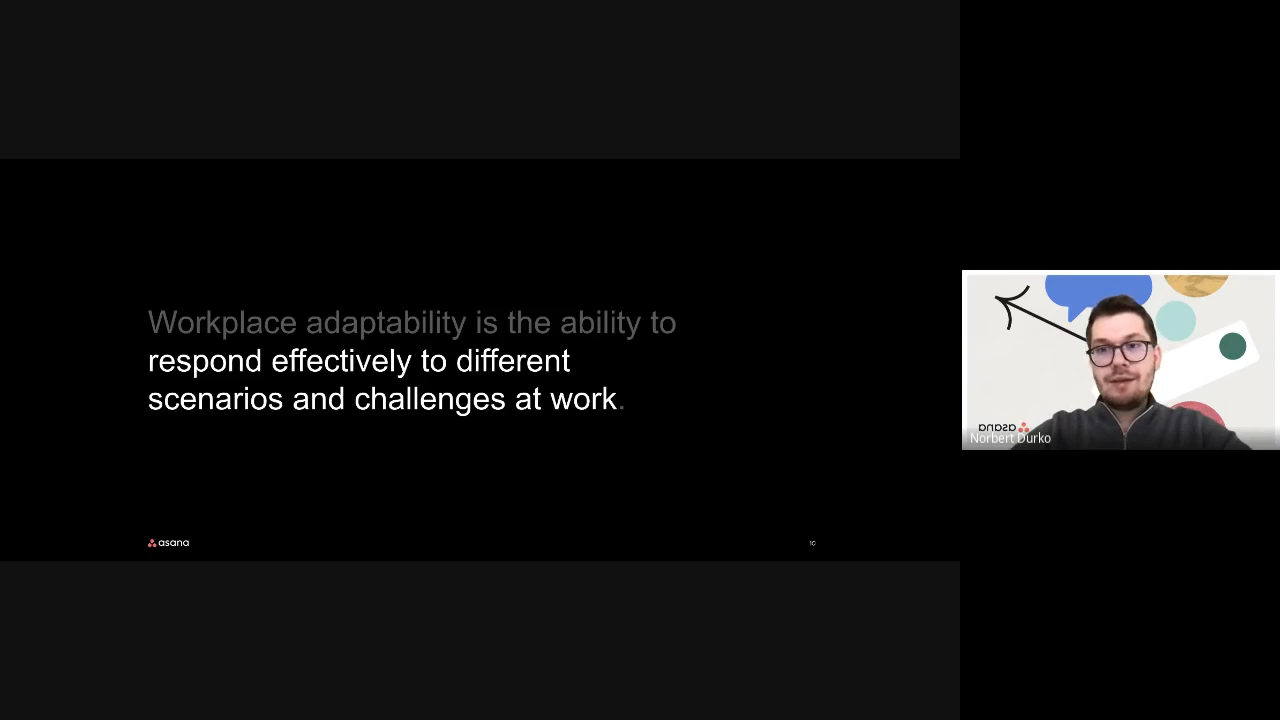 Workplace adaptability is the ability to
respond effectively to different
scenarios and challenges at work.
asana
10
asana
Norbert Durko